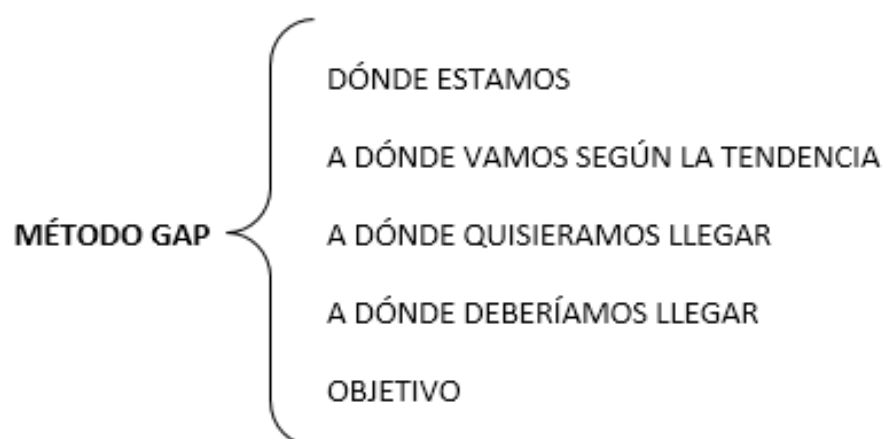 DÓNDE ESTAMOS
A DÓNDE VAMOS SEGÚN LA TENDENCIA
MÉTODO GAP
A DÓNDE QUISIERAMOS LLEGAR
A DÓNDE DEBERÍAMOS LLEGAR
OBJETIVO